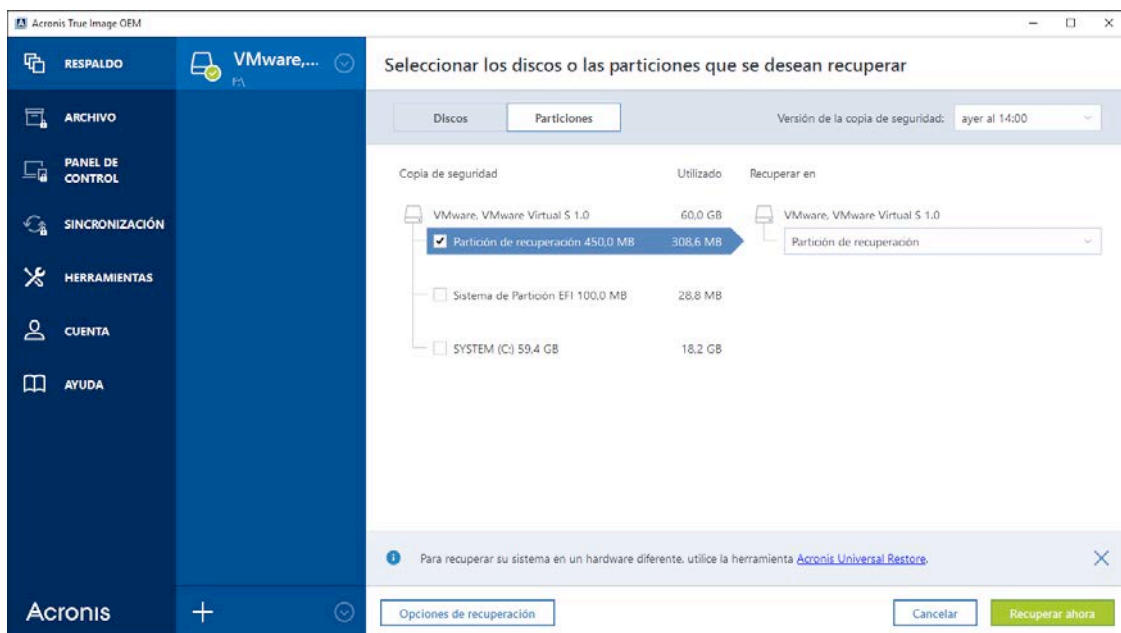 Acronis True Image OEM
RESPALDO
ARCHIVO
PANEL DE
CONTROL
SINCRONIZACIÓN
HERRAMIENTAS
CUENTA
AYUDA
Acronis
VMware,...
F:\
Seleccionar los discos o las particiones que se desean recuperar
Discos Particiones Versión de la copia de seguridad: ayer al 14:00
Copia de seguridad Utilizado Recuperar en
VMware, VMware Virtual S 1.0 60,0 GB VMware, VMware Virtual S 1.0
Partición de recuperación 450,0 MB 308,6 MB Partición de recuperación
Sistema de Partición EFI 100,0 MB 28,8 MB
SYSTEM (C:) 59,4 GB 18,2 GB
Para recuperar su sistema en un hardware diferente, utilice la herramienta Acronis Universal Restore.
Opciones de recuperación Cancelar Recuperar ahora